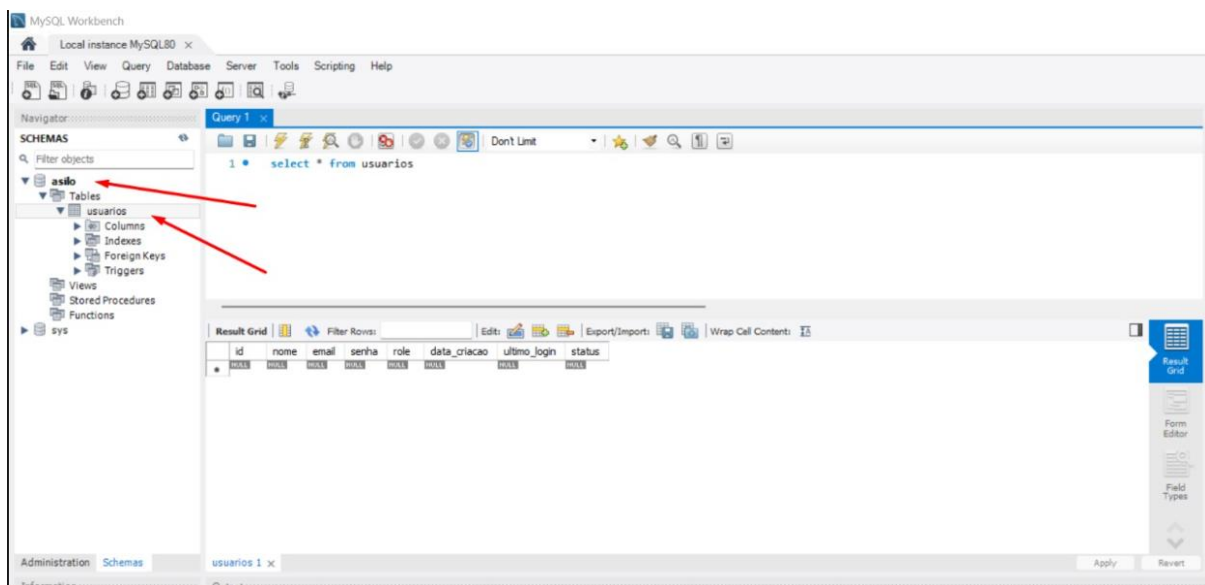 MySQL Workbench
Local instance MySQL80
File Edit View Query Database Server Tools Scripting Help
Navigator
Query 1
SCHEMAS
Don't Limit
Filter objects
1 select * from usuarios
asilo
Tables
usuarios
Columns
Indexes
Foreign Keys
Triggers
Views
Stored Procedures
Functions
sys
Result Grid Filter Rows: Edit: Export/Import: Wrap Cell Content:
id nome email senha role data_criacao ultimo_login status
NULL NULL NULL NULL NULL NULL NULL NULL
Result Grid
Form Editor
Field Types
Administration Schemas
usuarios 1
Apply Revert